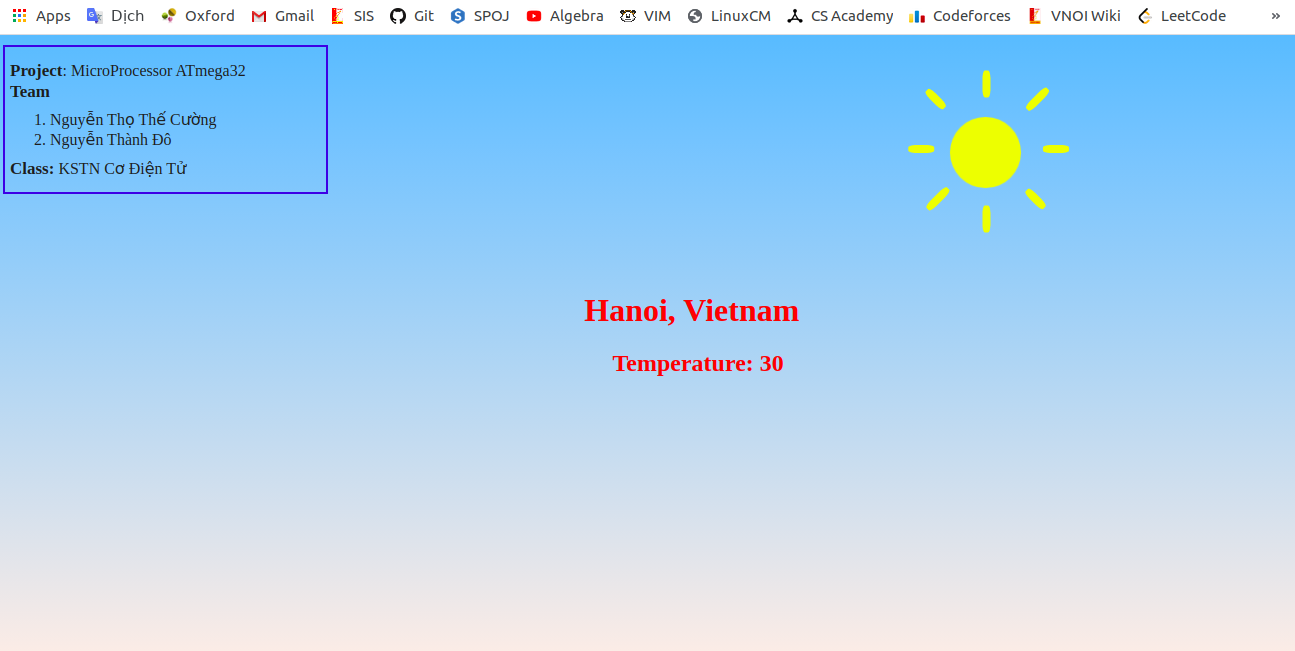 Apps Dịch Oxford Gmail SIS Git SPOJ Algebra VIM LinuxCM CS Academy Codeforces VNOI Wiki LeetCode »
Project: MicroProcessor ATmega32
Team
1. Nguyễn Thọ Thế Cường
2. Nguyễn Thành Đô
Class: KSTN Cơ Điện Tử
Hanoi, Vietnam
Temperature: 30